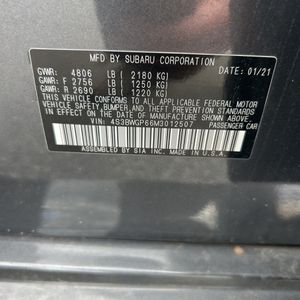 MFD BY SUBARU CORPORATION 01/21
GVWR: 4806 LB ( 2180 KG)
GAWR: F 2756 LB ( 1250 KG)
GAWR: R 2690 LB ( 1220 KG)
THIS VEHICLE CONFORMS TO ALL APPLICABLE FEDERAL MOTOR
VEHICLE SAFETY, BUMPER, AND THEFT PREVENTION STANDARDS
IN EFFECT ON THE DATE OF MANUFACTURE SHOWN ABOVE.
VIN: 4S3BWGP66M3012507 PASSENGER CAR
ASSEMBLED BY SIA INC. MADE IN U.S.A.